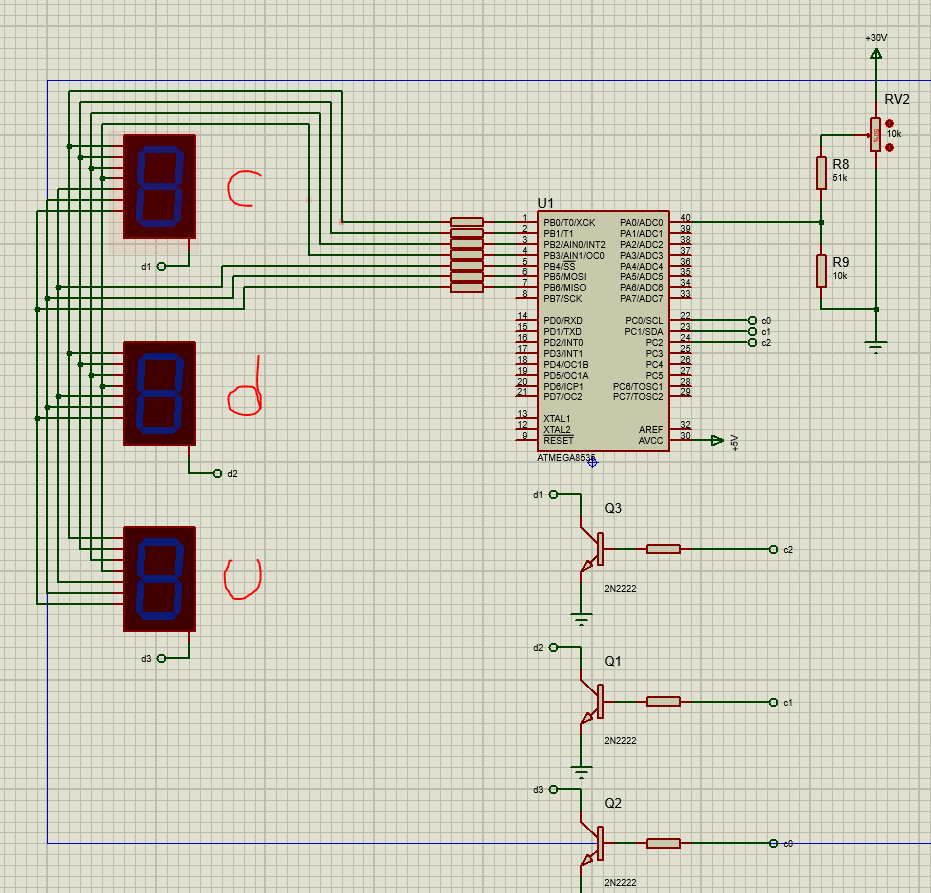 +30V
RV2
10k
50%
R8
51k
R9
10k
c
d1
d
d2
U
d3
U1
1 PB0/T0/XCK PA0/ADC0 40
2 PB1/T1 PA1/ADC1 39
3 PB2/AIN0/INT2 PA2/ADC2 38
4 PB3/AIN1/OC0 PA3/ADC3 37
5 PB4/SS PA4/ADC4 36
6 PB5/MOSI PA5/ADC5 35
7 PB6/MISO PA6/ADC6 34
8 PB7/SCK PA7/ADC7 33
14 PD0/RXD PC0/SCL 22 c0
15 PD1/TXD PC1/SDA 23 c1
16 PD2/INT0 PC2 24 c2
17 PD3/INT1 PC3 25
18 PD4/OC1B PC4 26
19 PD5/OC1A PC5 27
20 PD6/ICP1 PC6/TOSC1 28
21 PD7/OC2 PC7/TOSC2 29
13 XTAL1
12 XTAL2 AREF 32
9 RESET AVCC 30 +5V
ATMEGA8535
d1
Q3
c2
2N2222
d2
Q1
c1
2N2222
d3
Q2
c0
2N2222